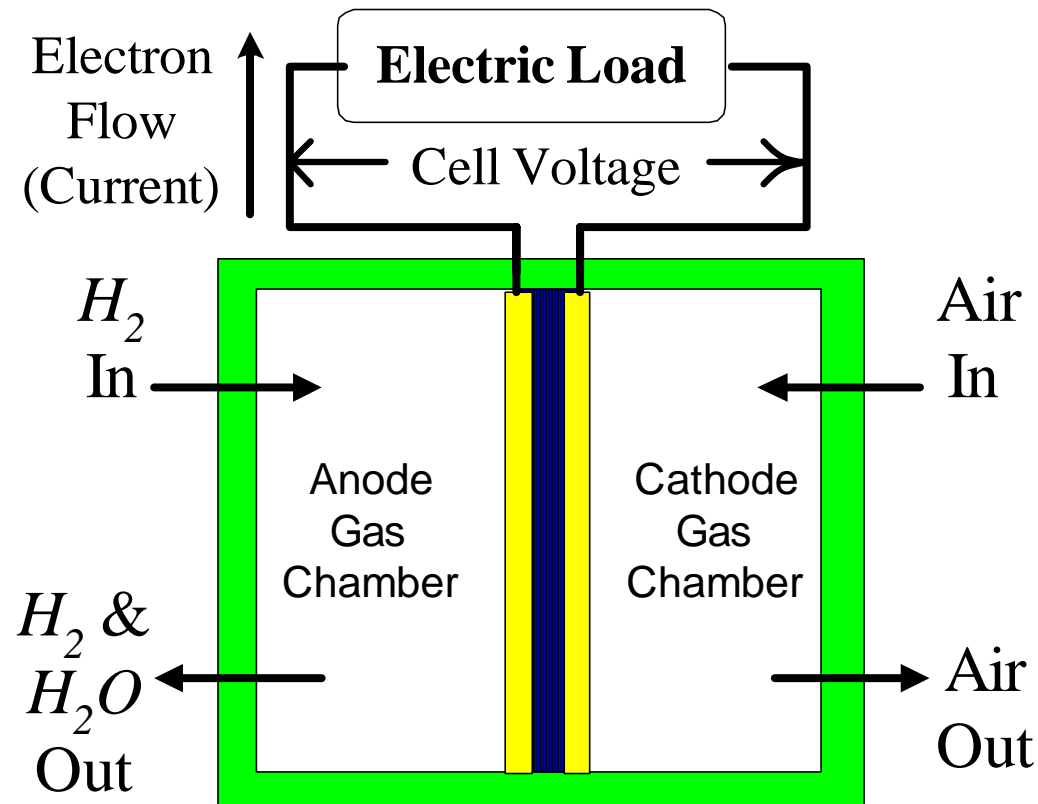 Electron
Flow
(Current)
Electric Load
Cell Voltage
H₂
In
Air
In
Anode
Gas
Chamber
Cathode
Gas
Chamber
H₂ &
H₂O
Out
Air
Out